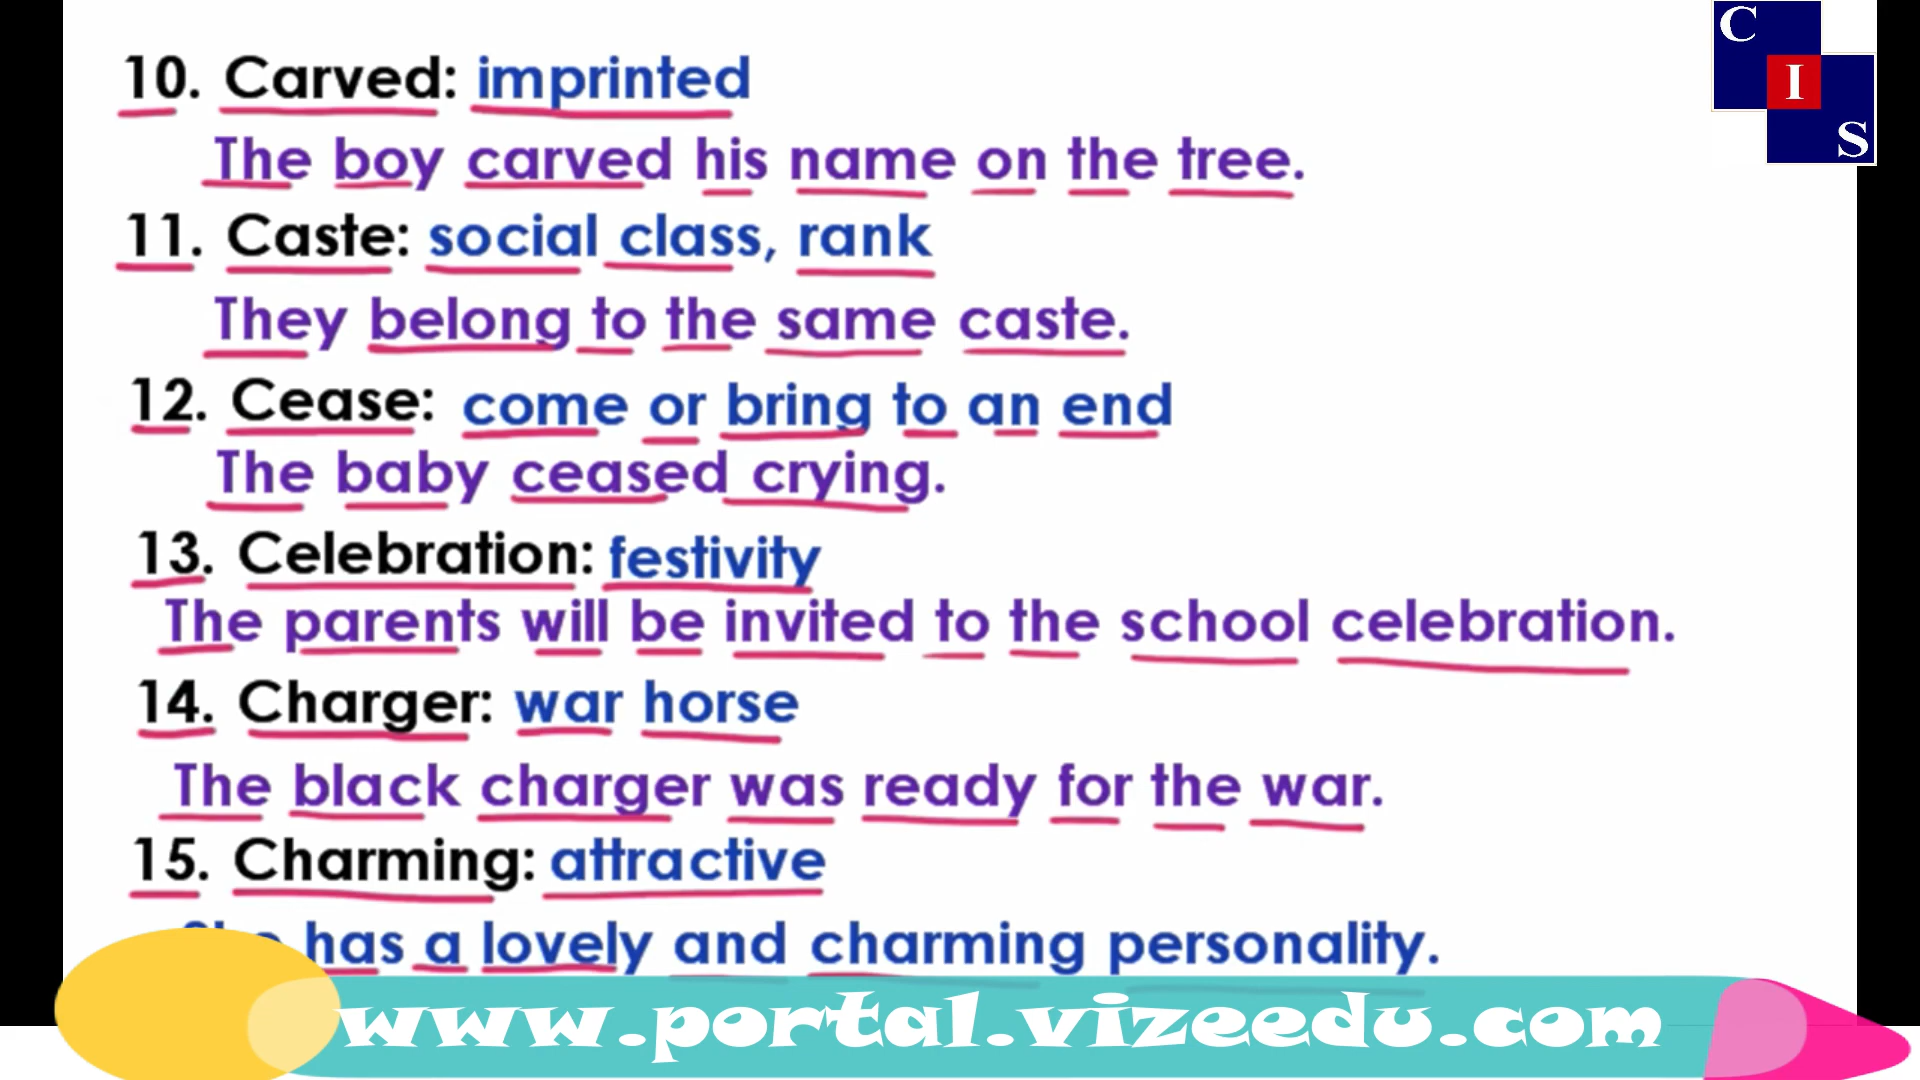 C
I
S
10. Carved: imprinted
The boy carved his name on the tree.
11. Caste: social class, rank
They belong to the same caste.
12. Cease: come or bring to an end
The baby ceased crying.
13. Celebration: festivity
The parents will be invited to the school celebration.
14. Charger: war horse
The black charger was ready for the war.
15. Charming: attractive
She has a lovely and charming personality.
www.portal.vizeedu.com